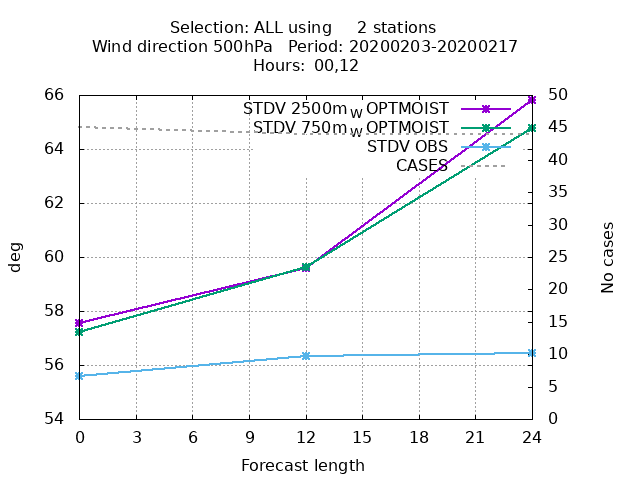 Selection: ALL using     2 stations
Wind direction 500hPa   Period: 20200203-20200217
Hours:  00,12
66
64
62
60
58
56
54
deg
STDV 2500m_W OPTMOIST
STDV 750m_W OPTMOIST
STDV OBS
CASES
50
45
40
35
30
25
20
15
10
5
0
No cases
0 3 6 9 12 15 18 21 24
Forecast length